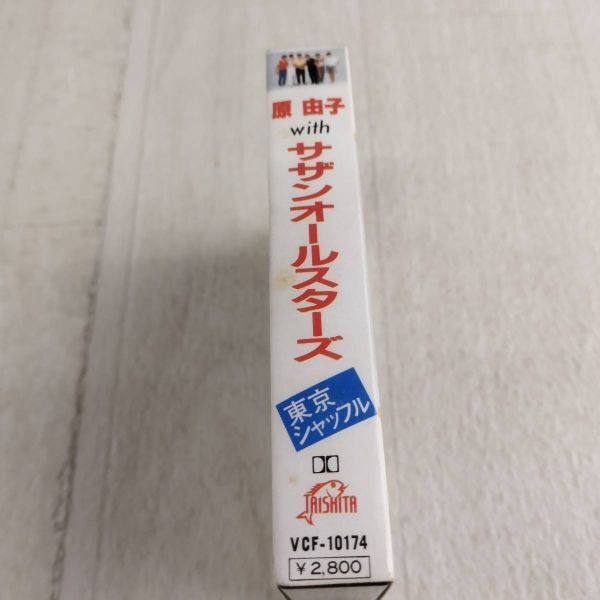 原 由子
with
サザンオールスターズ
東京
シャッフル
TAISHITA
VCF-10174
¥2,800